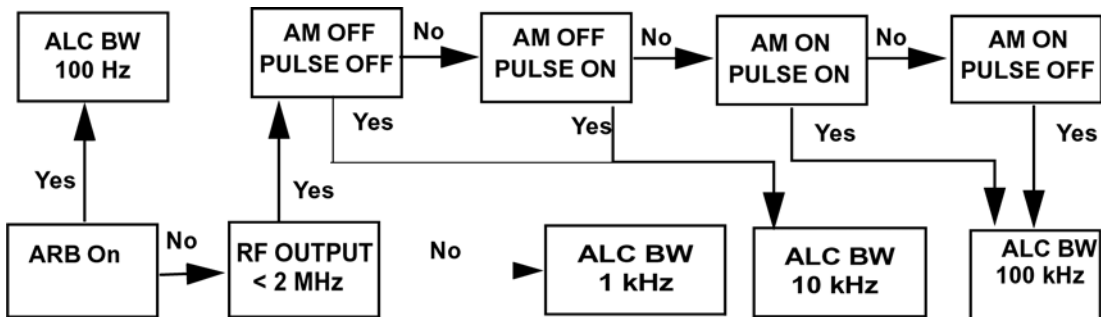 ALC BW
100 Hz
AM OFF
PULSE OFF
No
AM OFF
PULSE ON
No
AM ON
PULSE ON
No
AM ON
PULSE OFF
Yes
Yes
Yes
Yes
Yes
Yes
ARB On
No
RF OUTPUT
< 2 MHz
No
ALC BW
1 kHz
ALC BW
10 kHz
ALC BW
100 kHz